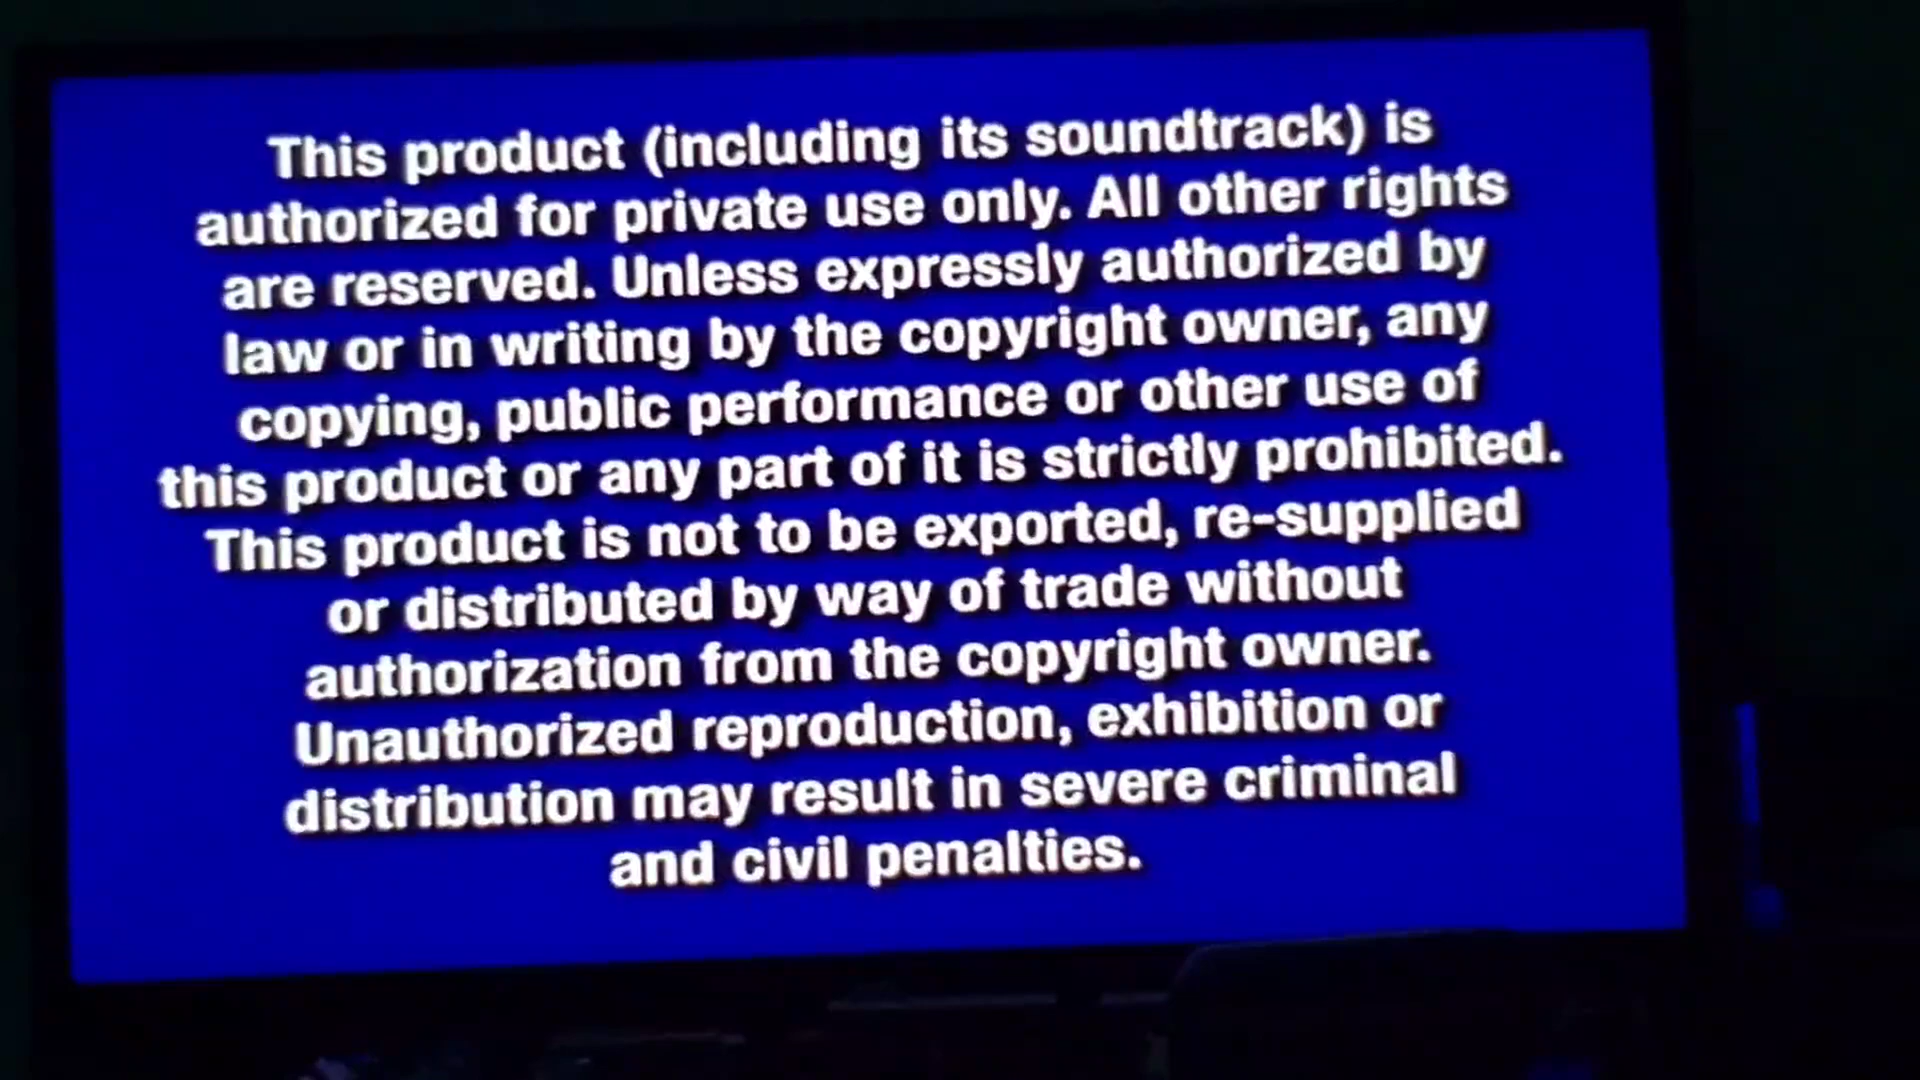 This product (including its soundtrack) is
authorized for private use only. All other rights
are reserved. Unless expressly authorized by
law or in writing by the copyright owner, any
copying, public performance or other use of
this product or any part of it is strictly prohibited.
This product is not to be exported, re-supplied
or distributed by way of trade without
authorization from the copyright owner.
Unauthorized reproduction, exhibition or
distribution may result in severe criminal
and civil penalties.